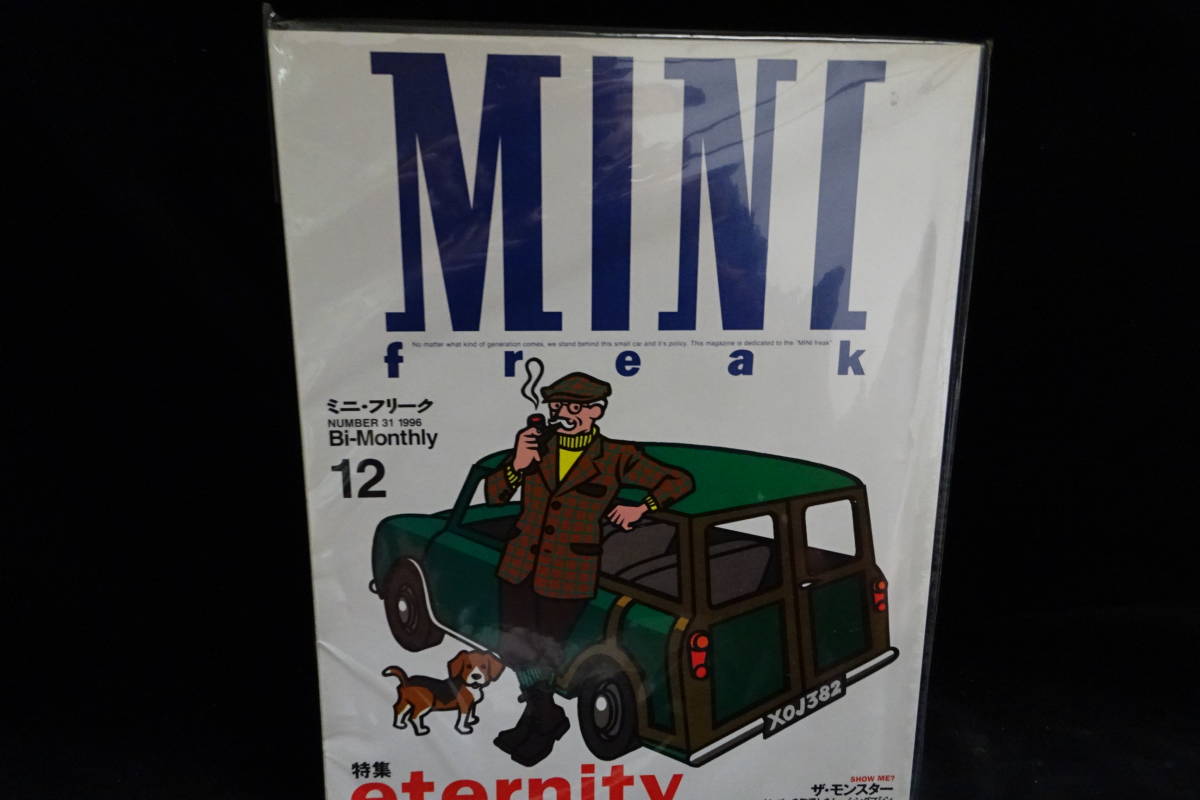 MINI
No matter what kind of generation comes, we stand behind this small car and it's policy. This magazine is dedicated to the "MINI freak"
freak
ミニ・フリーク
NUMBER 31 1996
Bi-Monthly
12
XOJ382
特集
eternity
SHOW ME?
ザ・モンスター